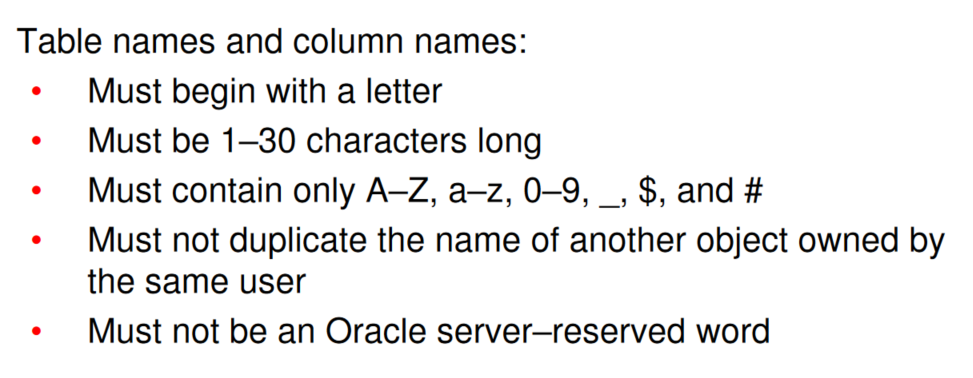 Table names and column names:
• Must begin with a letter
• Must be 1–30 characters long
• Must contain only A–Z, a–z, 0–9, _, $, and #
• Must not duplicate the name of another object owned by
the same user
• Must not be an Oracle server–reserved word